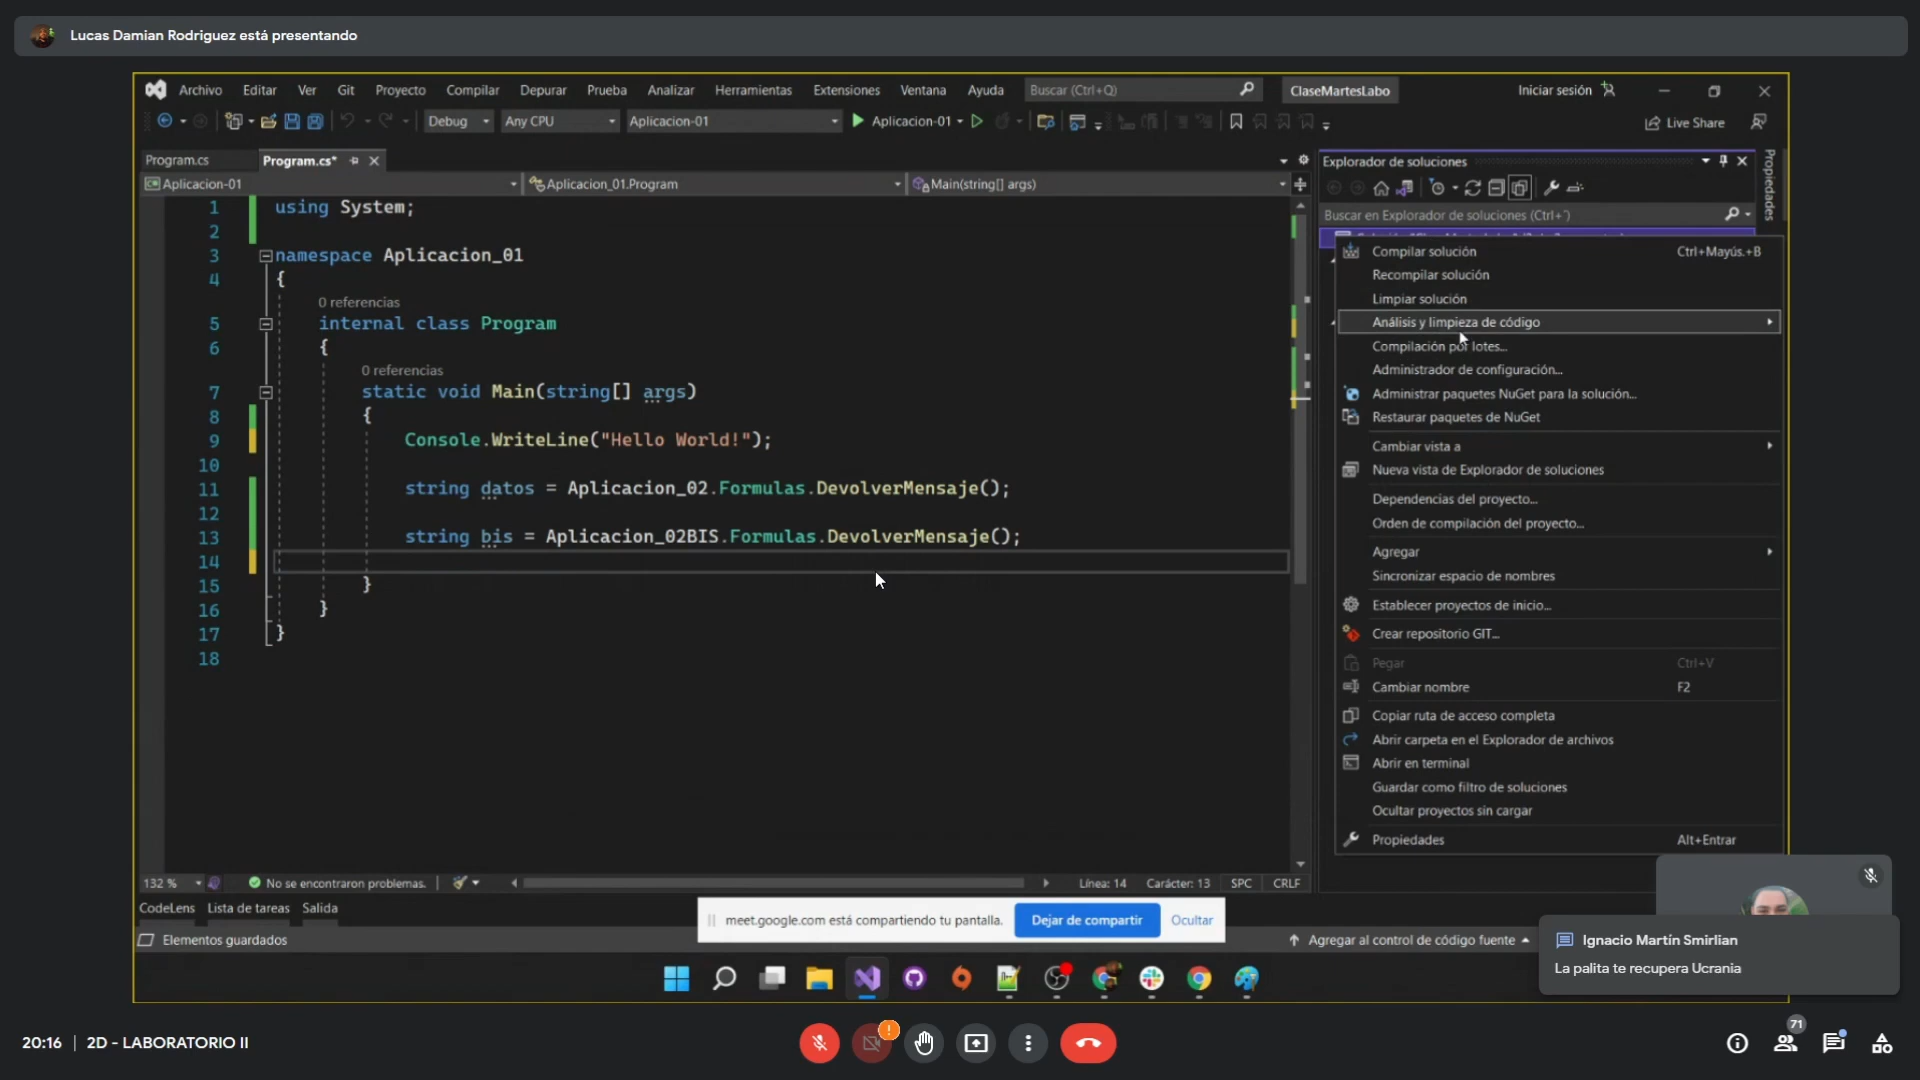 Lucas Damian Rodriguez está presentando
Archivo Editar Ver Git Proyecto Compilar Depurar Prueba Analizar Herramientas Extensiones Ventana Ayuda Buscar (Ctrl+Q) ClaseMartesLabo Iniciar sesión
Debug Any CPU Aplicacion-01 Aplicacion-01 Live Share
Program.cs Program.cs*
Aplicacion-01 Aplicacion_01.Program Main(string[] args)
1 using System;
2
3 namespace Aplicacion_01
4 {
0 referencias
5 internal class Program
6 {
0 referencias
7 static void Main(string[] args)
8 {
9 Console.WriteLine("Hello World!");
10
11 string datos = Aplicacion_02.Formulas.DevolverMensaje();
12
13 string bis = Aplicacion_02BIS.Formulas.DevolverMensaje();
14
15 }
16 }
17 }
18
Explorador de soluciones
Propiedades
Buscar en Explorador de soluciones (Ctrl+¨)
Compilar solución Ctrl+Mayús.+B
Recompilar solución
Limpiar solución
Análisis y limpieza de código
Compilación por lotes...
Administrador de configuración...
Administrar paquetes NuGet para la solución...
Restaurar paquetes de NuGet
Cambiar vista a
Nueva vista de Explorador de soluciones
Dependencias del proyecto...
Orden de compilación del proyecto...
Agregar
Sincronizar espacio de nombres
Establecer proyectos de inicio...
Crear repositorio GIT...
Pegar Ctrl+V
Cambiar nombre F2
Copiar ruta de acceso completa
Abrir carpeta en el Explorador de archivos
Abrir en terminal
Guardar como filtro de soluciones
Ocultar proyectos sin cargar
Propiedades Alt+Entrar
132 % No se encontraron problemas. Línea: 14 Carácter: 13 SPC CRLF
CodeLens Lista de tareas Salida
meet.google.com está compartiendo tu pantalla. Dejar de compartir Ocultar
Elementos guardados Agregar al control de código fuente
Ignacio Martín Smirlian
La palita te recupera Ucrania
20:16 | 2D - LABORATORIO II
71